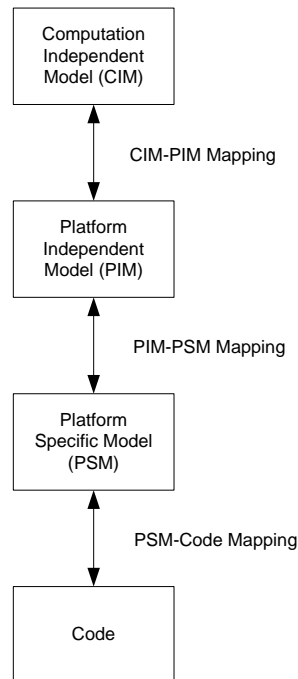 Computation
Independent
Model (CIM)
CIM-PIM Mapping
Platform
Independent
Model (PIM)
PIM-PSM Mapping
Platform
Specific Model
(PSM)
PSM-Code Mapping
Code